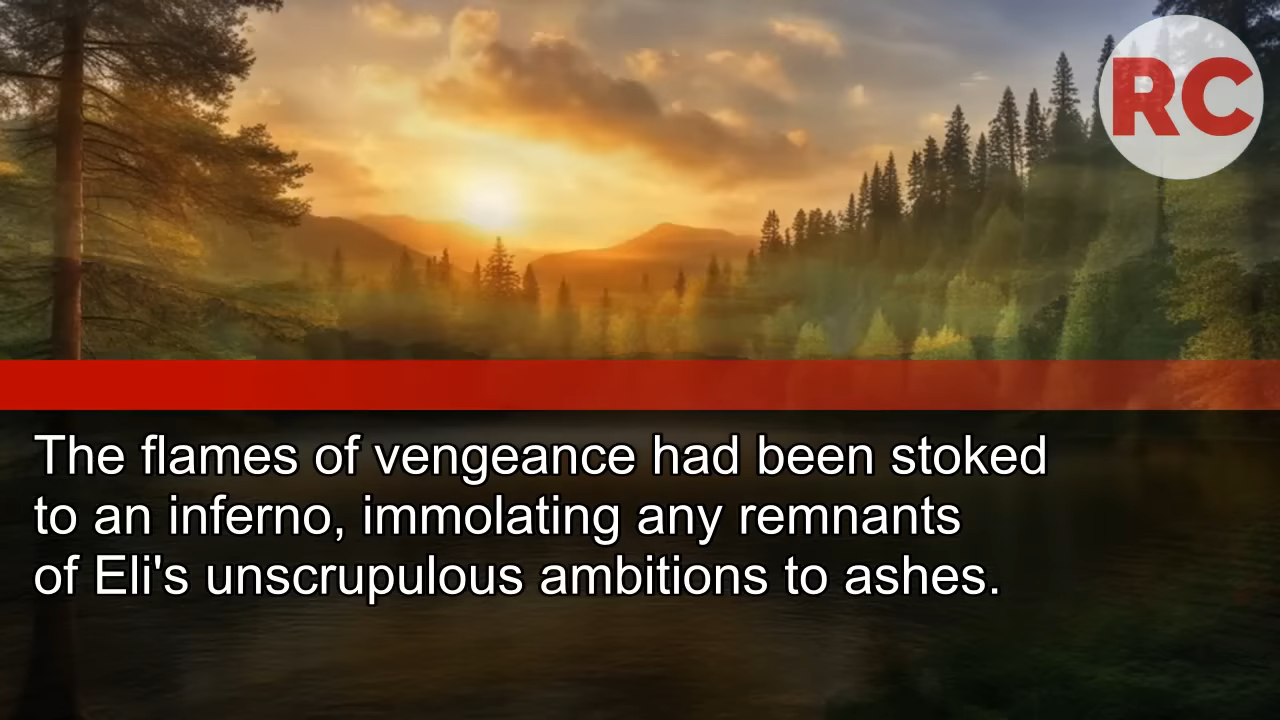 RC
The flames of vengeance had been stoked
to an inferno, immolating any remnants
of Eli's unscrupulous ambitions to ashes.